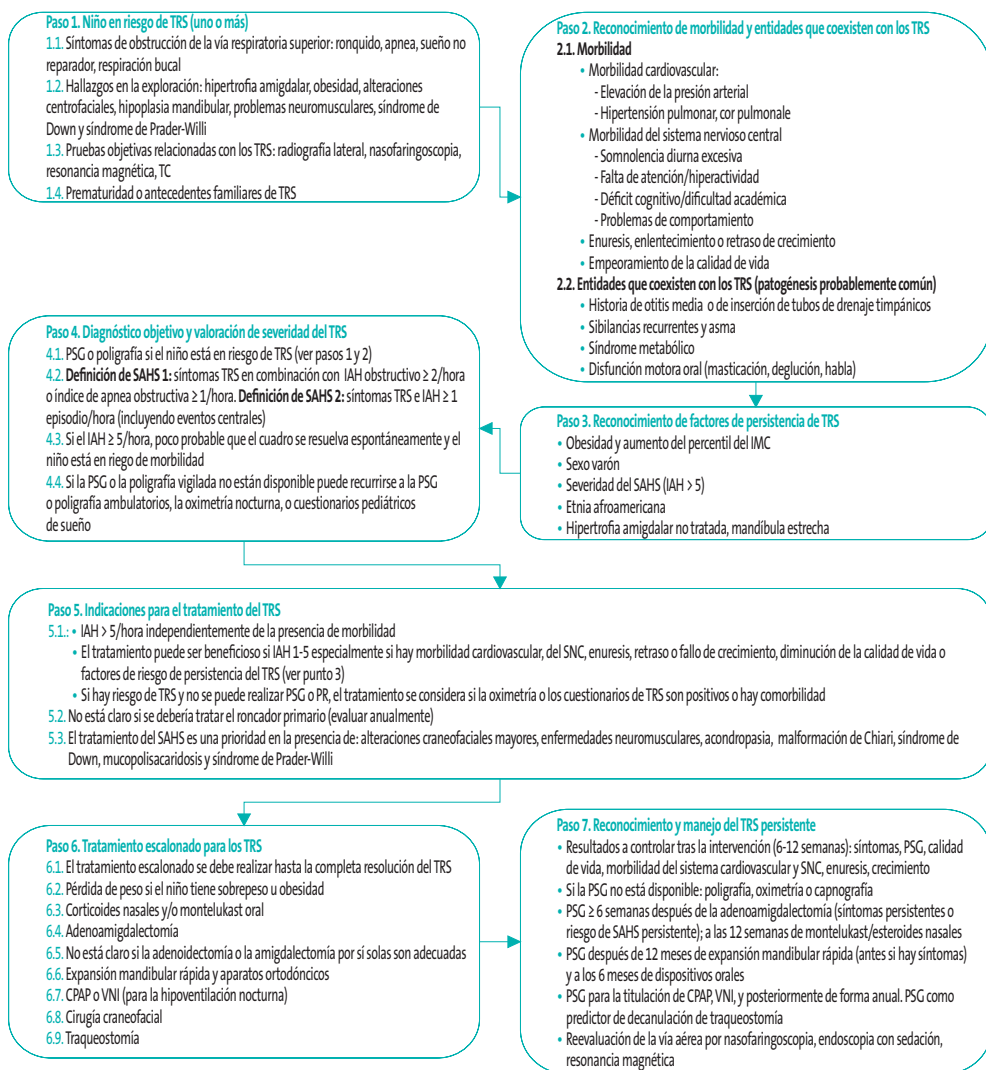 Paso 1. Niño en riesgo de TRS (uno o más)
1.1. Síntomas de obstrucción de la vía respiratoria superior: ronquido, apnea, sueño no
reparador, respiración bucal
1.2. Hallazgos en la exploración: hipertrofia amigdalar, obesidad, alteraciones
centrofaciales, hipoplasia mandibular, problemas neuromusculares, síndrome de
Down y síndrome de Prader-Willi
1.3. Pruebas objetivas relacionadas con los TRS: radiografía lateral, nasofaringoscopia,
resonancia magnética, TC
1.4. Prematuridad o antecedentes familiares de TRS
Paso 2. Reconocimiento de morbilidad y entidades que coexisten con los TRS
2.1. Morbilidad
• Morbilidad cardiovascular:
- Elevación de la presión arterial
- Hipertensión pulmonar, cor pulmonale
• Morbilidad del sistema nervioso central
- Somnolencia diurna excesiva
- Falta de atención/hiperactividad
- Déficit cognitivo/dificultad académica
- Problemas de comportamiento
• Enuresis, enlentecimiento o retraso de crecimiento
• Empeoramiento de la calidad de vida
2.2. Entidades que coexisten con los TRS (patogénesis probablemente común)
• Historia de otitis media o de inserción de tubos de drenaje timpánicos
• Sibilancias recurrentes y asma
• Síndrome metabólico
• Disfunción motora oral (masticación, deglución, habla)
Paso 3. Reconocimiento de factores de persistencia de TRS
• Obesidad y aumento del percentil del IMC
• Sexo varón
• Severidad del SAHS (IAH > 5)
• Etnia afroamericana
• Hipertrofia amigdalar no tratada, mandíbula estrecha
Paso 4. Diagnóstico objetivo y valoración de severidad del TRS
4.1. PSG o poligrafía si el niño está en riesgo de TRS (ver pasos 1 y 2)
4.2. Definición de SAHS 1: síntomas TRS en combinación con IAH obstructivo ≥ 2/hora
o índice de apnea obstructiva ≥ 1/hora. Definición de SAHS 2: síntomas TRS e IAH ≥ 1
episodio/hora (incluyendo eventos centrales)
4.3. Si el IAH ≥ 5/hora, poco probable que el cuadro se resuelva espontáneamente y el
niño está en riego de morbilidad
4.4. Si la PSG o la poligrafía vigilada no están disponible puede recurrirse a la PSG
o poligrafía ambulatorios, la oximetría nocturna, o cuestionarios pediátricos
de sueño
Paso 5. Indicaciones para el tratamiento del TRS
5.1.: • IAH > 5/hora independientemente de la presencia de morbilidad
• El tratamiento puede ser beneficioso si IAH 1-5 especialmente si hay morbilidad cardiovascular, del SNC, enuresis, retraso o fallo de crecimiento, diminución de la calidad de vida o
factores de riesgo de persistencia del TRS (ver punto 3)
• Si hay riesgo de TRS y no se puede realizar PSG o PR, el tratamiento se considera si la oximetría o los cuestionarios de TRS son positivos o hay comorbilidad
5.2. No está claro si se debería tratar el roncador primario (evaluar anualmente)
5.3. El tratamiento del SAHS es una prioridad en la presencia de: alteraciones craneofaciales mayores, enfermedades neuromusculares, acondropasia, malformación de Chiari, síndrome de
Down, mucopolisacaridosis y síndrome de Prader-Willi
Paso 6. Tratamiento escalonado para los TRS
6.1. El tratamiento escalonado se debe realizar hasta la completa resolución del TRS
6.2. Pérdida de peso si el niño tiene sobrepeso u obesidad
6.3. Corticoides nasales y/o montelukast oral
6.4. Adenoamigdalectomía
6.5. No está claro si la adenoidectomía o la amigdalectomía por sí solas son adecuadas
6.6. Expansión mandibular rápida y aparatos ortodóncicos
6.7. CPAP o VNI (para la hipoventilación nocturna)
6.8. Cirugía craneofacial
6.9. Traqueostomía
Paso 7. Reconocimiento y manejo del TRS persistente
• Resultados a controlar tras la intervención (6-12 semanas): síntomas, PSG, calidad
de vida, morbilidad del sistema cardiovascular y SNC, enuresis, crecimiento
• Si la PSG no está disponible: poligrafía, oximetría o capnografía
• PSG ≥ 6 semanas después de la adenoamigdalectomía (síntomas persistentes o
riesgo de SAHS persistente); a las 12 semanas de montelukast/esteroides nasales
• PSG después de 12 meses de expansión mandibular rápida (antes si hay síntomas)
y a los 6 meses de dispositivos orales
• PSG para la titulación de CPAP, VNI, y posteriormente de forma anual. PSG como
predictor de decanulación de traqueostomía
• Reevaluación de la vía aérea por nasofaringoscopia, endoscopia con sedación,
resonancia magnética